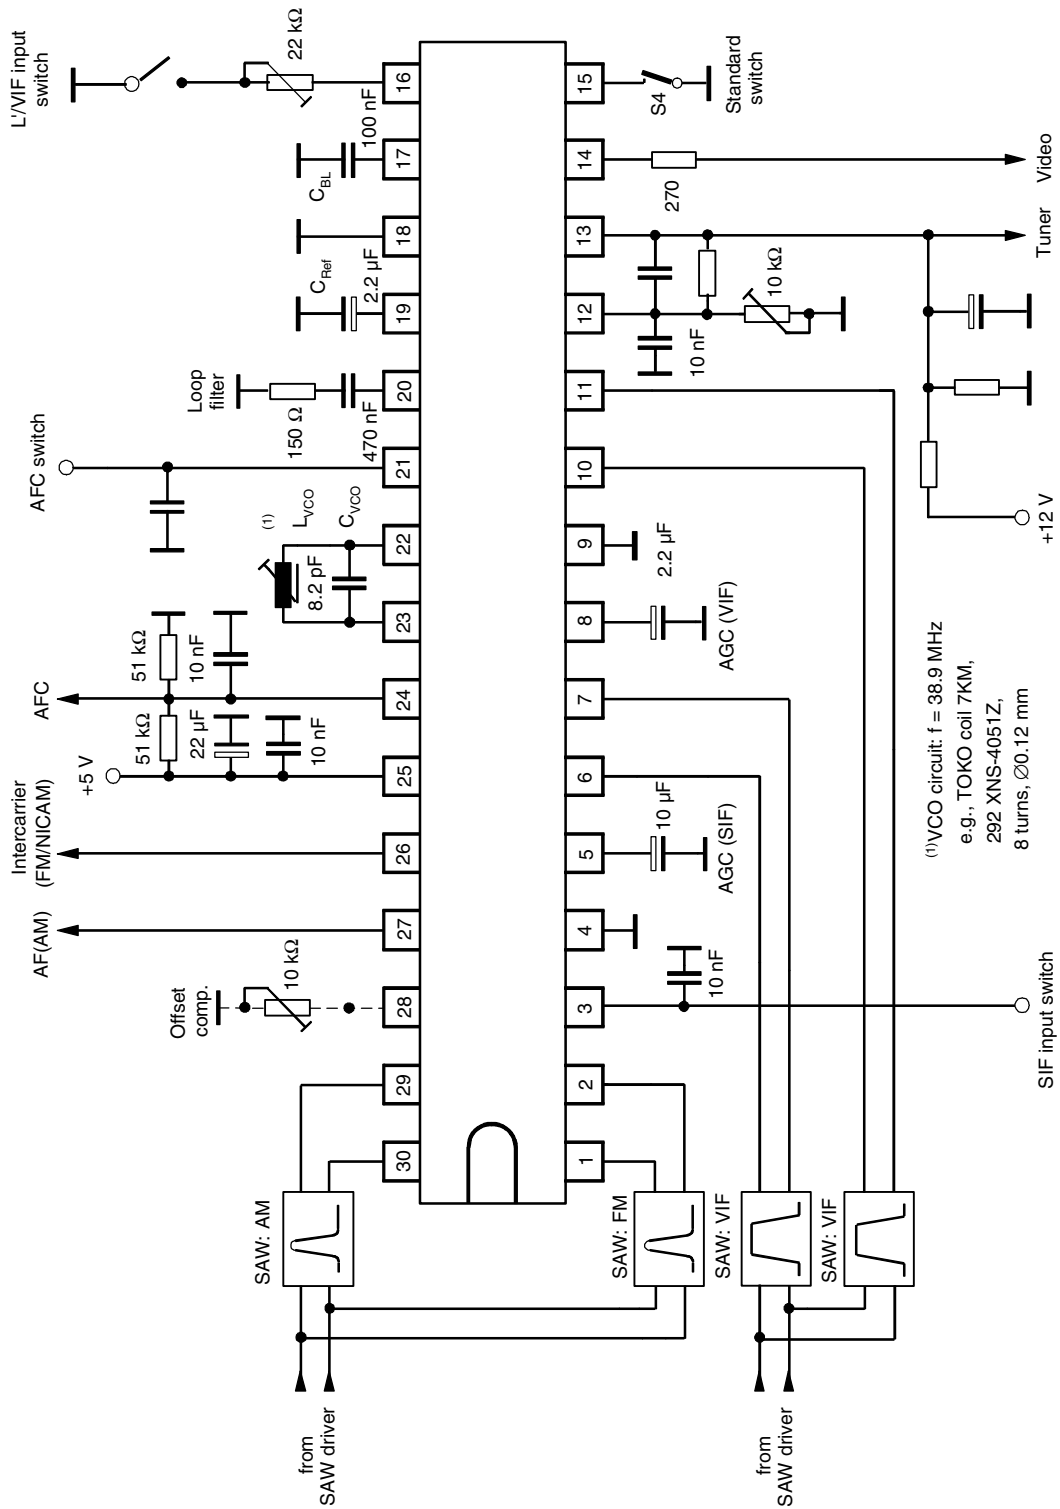 L'/VIF input
switch
22 kΩ
C_BL
100 nF
C_Ref
2.2 µF
Loop
filter
150 Ω
470 nF
AFC switch
(1)
L_VCO
C_VCO
8.2 pF
AFC
51 kΩ
10 nF
51 kΩ
22 µF
10 nF
+5 V
Intercarrier
(FM/NICAM)
AF(AM)
Offset
comp.
10 kΩ
SAW: AM
from
SAW driver
30
29
28
27
26
25
24
23
22
21
20
19
18
17
16
1
2
3
4
5
6
7
8
9
10
11
12
13
14
15
SAW: FM
SAW: VIF
SAW: VIF
from
SAW driver
10 nF
SIF input switch
10 µF
AGC (SIF)
2.2 µF
AGC (VIF)
10 nF
10 kΩ
270
S4
Standard
switch
Video
Tuner
+12 V
(1)VCO circuit: f = 38.9 MHz
e.g., TOKO coil 7KM,
292 XNS-4051Z,
8 turns, Ø0.12 mm